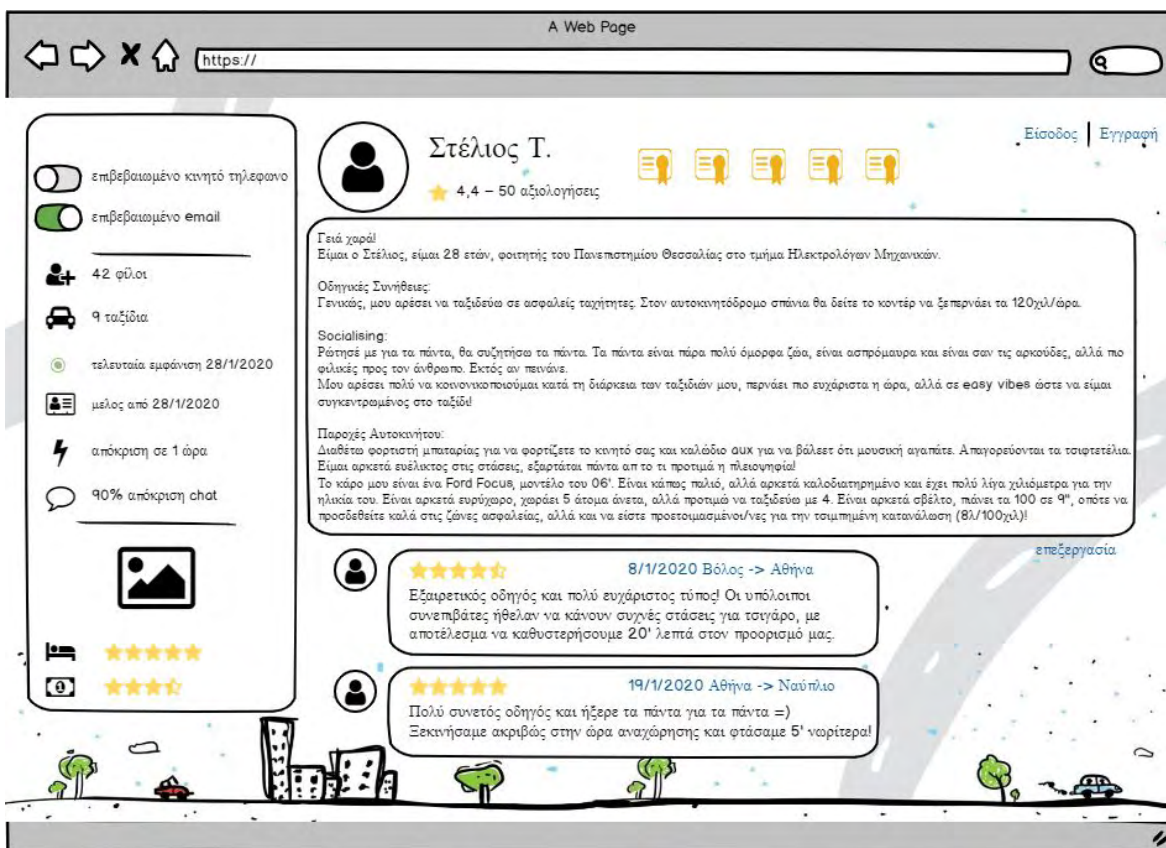 A Web Page
https://
Είσοδος | Εγγραφή
επιβεβαιωμένο κινητό τηλεφωνο
επιβεβαιωμένο email
42 φίλοι
9 ταξίδια
τελευταία εμφάνιση 28/1/2020
μελος από 28/1/2020
απόκριση σε 1 ώρα
90% απόκριση chat
Στέλιος Τ.
4,4 – 50 αξιολογήσεις
Γειά χαρά!
Είμαι ο Στέλιος, είμαι 28 ετών, φοιτητής του Πανεπιστημίου Θεσσαλίας στο τμήμα Ηλεκτρολόγων Μηχανικών.
Οδηγικές Συνήθειες:
Γενικώς, μου αρέσει να ταξιδεύω σε ασφαλείς ταχήτητες. Στον αυτοκινητόδρομο σπάνια θα δείτε το κοντέρ να ξεπερνάει τα 120χιλ/ώρα.
Socialising:
Ρώτησέ με για τα πάντα, θα συζητήσω τα πάντα. Τα πάντα είναι πάρα πολύ όμορφα ζώα, είναι ασπρόμαυρα και είναι σαν τις αρκούδες, αλλά πιο
φιλικές προς τον άνθρωπο. Εκτός αν πεινάνε.
Μου αρέσει πολύ να κοινονικοποιούμαι κατά τη διάρκεια των ταξιδιών μου, περνάει πιο ευχάριστα η ώρα, αλλά σε easy vibes ώστε να είμαι
συγκεντρωμένος στο ταξίδι!
Παροχές Αυτοκινήτου:
Διαθέτω φορτιστή μπαταρίας για να φορτίζετε το κινητό σας και καλώδιο aux για να βάλεετ ότι μουσική αγαπάτε. Απαγορεύονται τα τσιφτετέλια.
Είμαι αρκετά ευέλικτος στις στάσεις, εξαρτάται πάντα απ το τι προτιμά η πλειοψηφία!
Το κάρο μου είναι ένα Ford Focus, μοντέλο του 06'. Είναι κάπως παλιό, αλλά αρκετά καλοδιατηρημένο και έχει πολύ λίγα χιλιόμετρα για την
ηλικία του. Είναι αρκετά ευρύχωρο, χωράει 5 άτομα άνετα, αλλά προτιμώ να ταξιδεύω με 4. Είναι αρκετά σβέλτο, πιάνει τα 100 σε 9", οπότε να
προσδεθείτε καλά στις ζώνες ασφαλείας, αλλά και να είστε προετοιμασμένοι/νες για την τσιμπημένη κατανάλωση (8λ/100χιλ)!
επεξεργασία
8/1/2020 Βόλος -> Αθήνα
Εξαιρετικός οδηγός και πολύ ευχάριστος τύπος! Οι υπόλοιποι
συνεπιβάτες ήθελαν να κάνουν συχνές στάσεις για τσιγάρο, με
αποτέλεσμα να καθυστερήσουμε 20' λεπτά στον προορισμό μας.
19/1/2020 Αθήνα -> Ναύπλιο
Πολύ συνετός οδηγός και ήξερε τα πάντα για τα πάντα =)
Ξεκινήσαμε ακριβώς στην ώρα αναχώρησης και φτάσαμε 5' νωρίτερα!